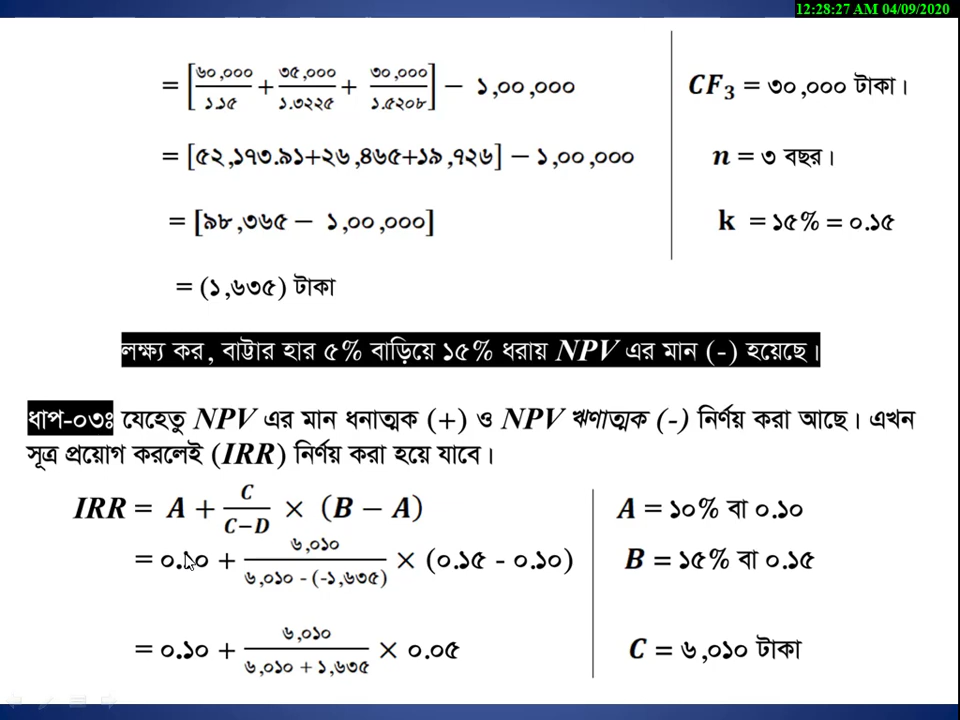 12:28:27 AM 04/09/2020
= [৬০,০০০/১.১৫ + ৩৫,০০০/১.৩২২৫ + ৩০,০০০/১.৫২০৮] − ১,০০,০০০
CF₃ = ৩০,০০০ টাকা।
= [৫২,১৭৩.৯১+২৬,৪৬৫+১৯,৭২৬] − ১,০০,০০০
n = ৩ বছর।
= [৯৮,৩৬৫ − ১,০০,০০০]
k = ১৫% = ০.১৫
= (১,৬৩৫) টাকা
লক্ষ্য কর, বাট্টার হার ৫% বাড়িয়ে ১৫% ধরায় NPV এর মান (-) হয়েছে।
ধাপ-০৩ঃ যেহেতু NPV এর মান ধনাত্মক (+) ও NPV ঋণাত্মক (-) নির্ণয় করা আছে। এখন
সূত্র প্রয়োগ করলেই (IRR) নির্ণয় করা হয়ে যাবে।
IRR = A + C/C−D × (B − A)
A = ১০% বা ০.১০
= ০.১০ + ৬,০১০/৬,০১০ - (-১,৬৩৫) × (০.১৫ - ০.১০)
B = ১৫% বা ০.১৫
= ০.১০ + ৬,০১০/৬,০১০ + ১,৬৩৫ × ০.০৫
C = ৬,০১০ টাকা